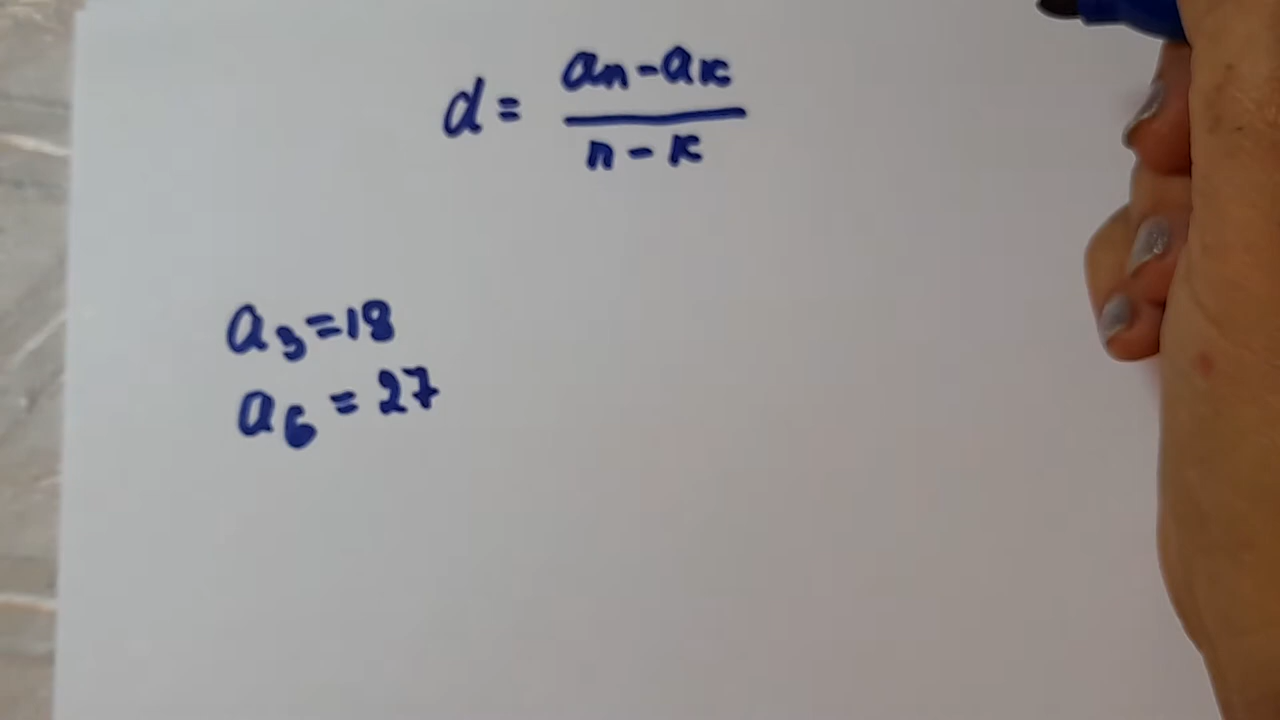 d = (aₙ - aₖ) / (n - k)
a₃ = 18
a₆ = 27